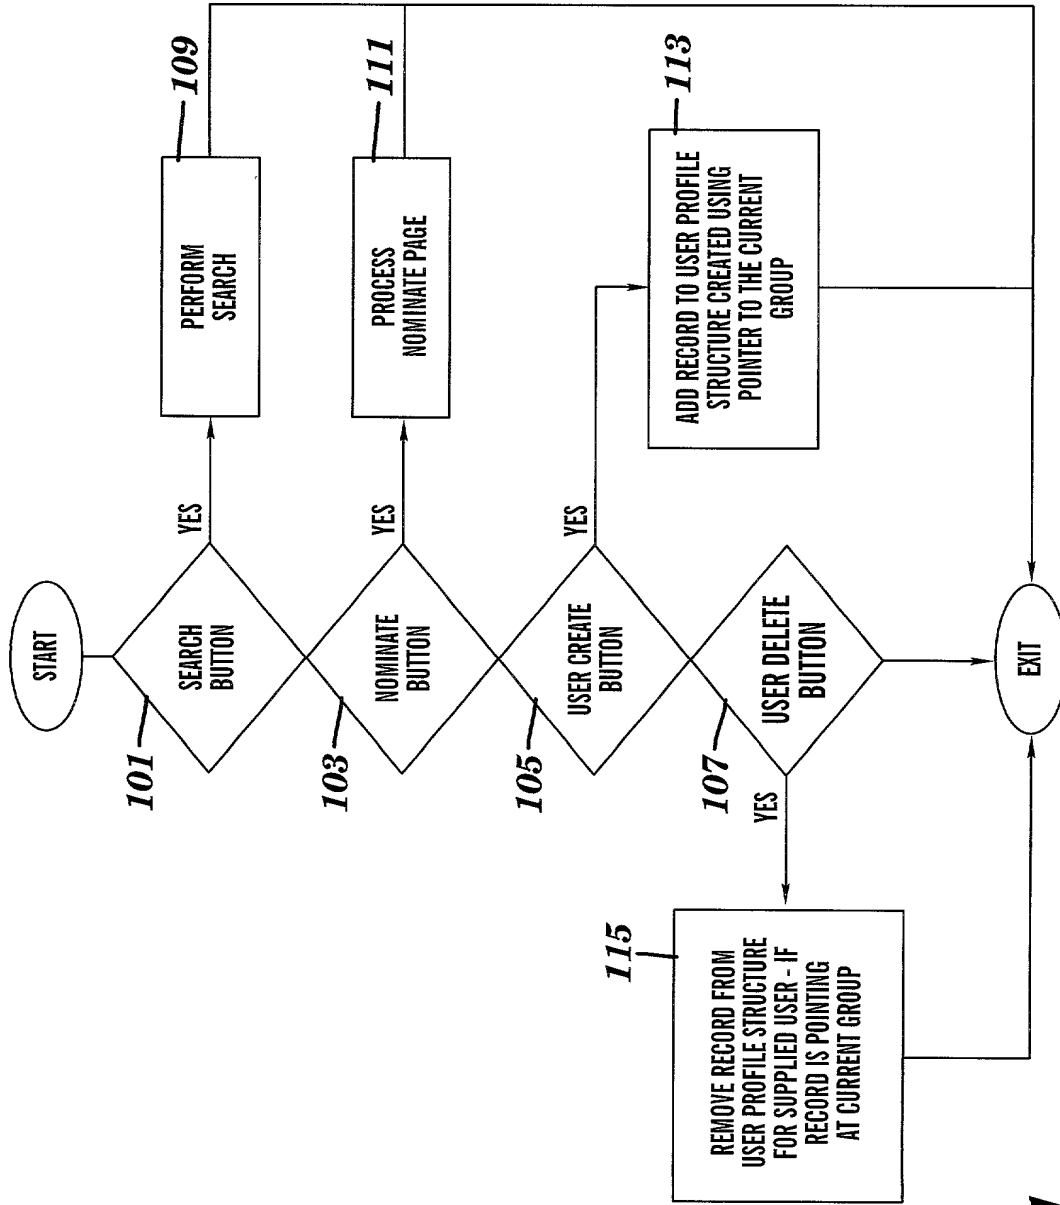 START
101
SEARCH
BUTTON
YES
109
PERFORM
SEARCH
103
NOMINATE
BUTTON
YES
111
PROCESS
NOMINATE PAGE
105
USER CREATE
BUTTON
YES
113
ADD RECORD TO USER PROFILE
STRUCTURE CREATED USING
POINTER TO THE CURRENT
GROUP
107
USER DELETE
BUTTON
YES
115
REMOVE RECORD FROM
USER PROFILE STRUCTURE
FOR SUPPLIED USER - IF
RECORD IS POINTING
AT CURRENT GROUP
EXIT